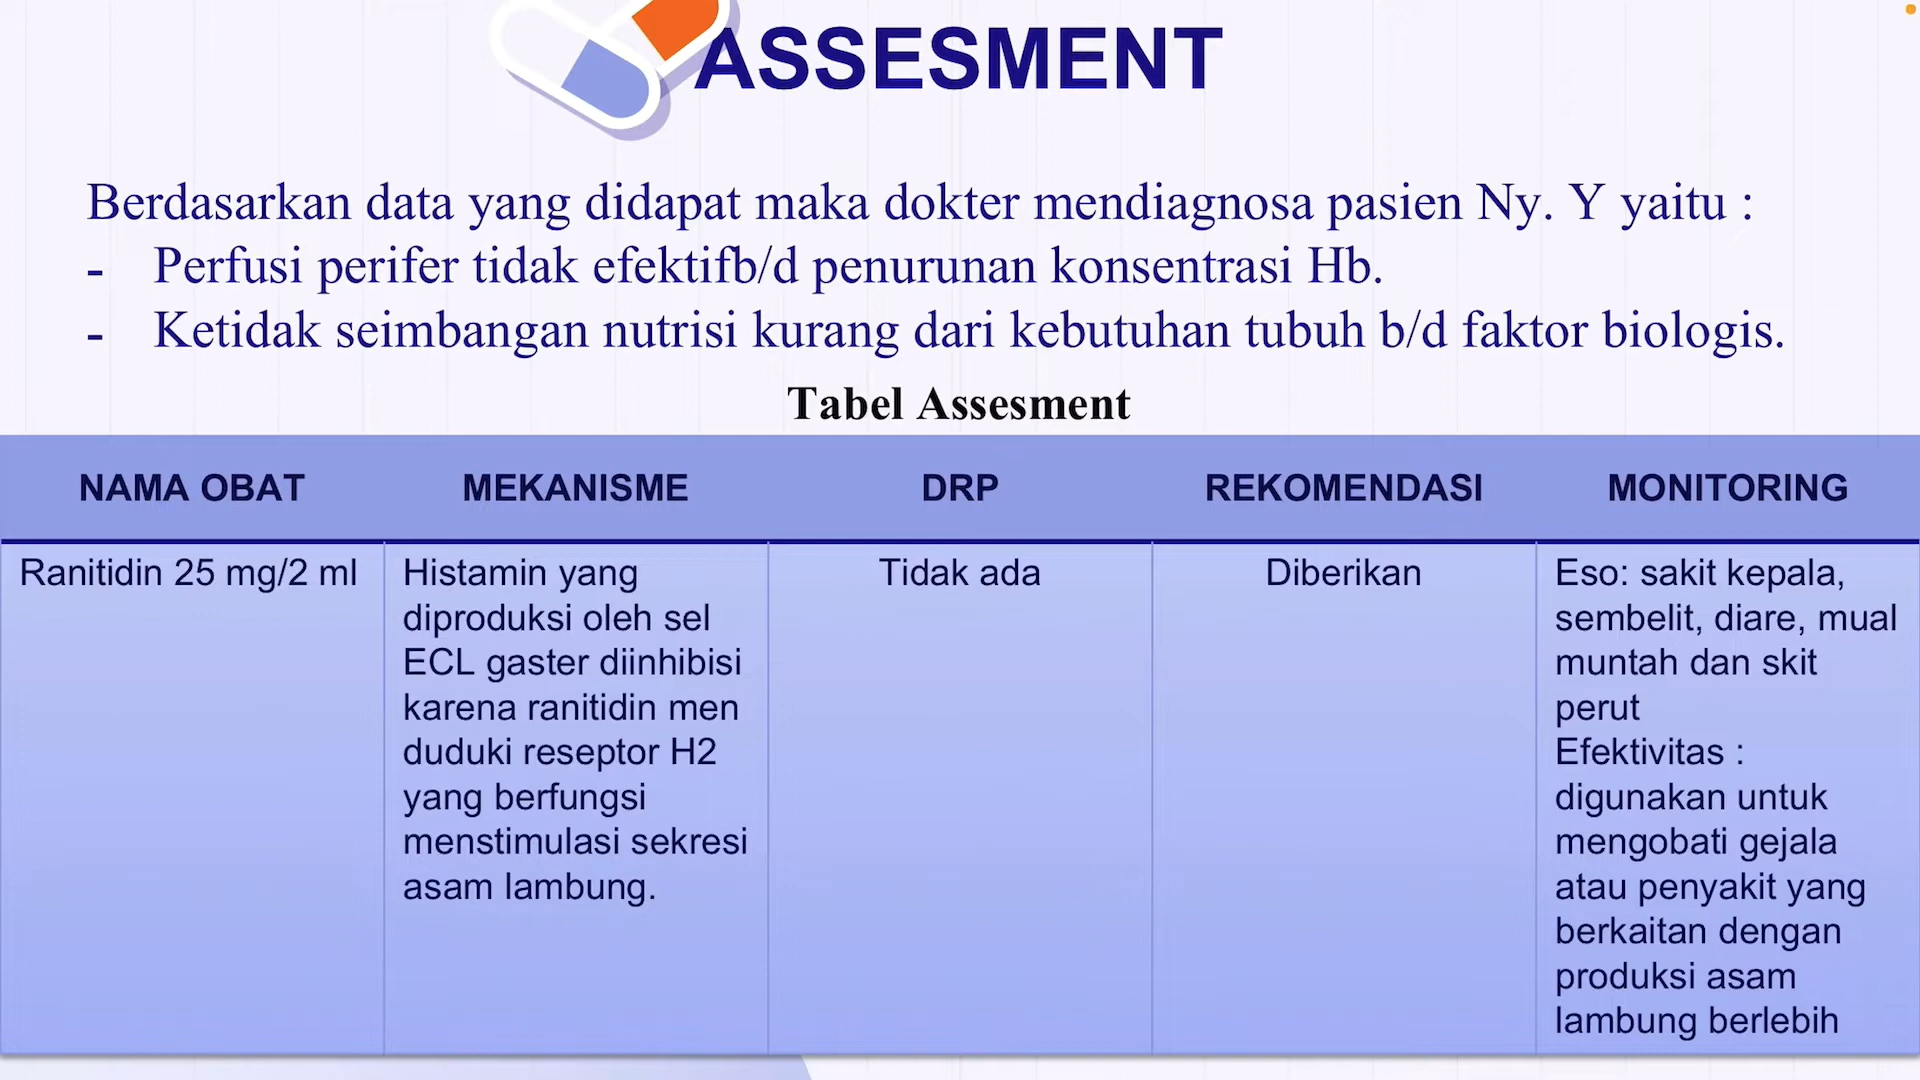 ASSESMENT
Berdasarkan data yang didapat maka dokter mendiagnosa pasien Ny. Y yaitu :
- Perfusi perifer tidak efektifb/d penurunan konsentrasi Hb.
- Ketidak seimbangan nutrisi kurang dari kebutuhan tubuh b/d faktor biologis.
Tabel Assesment
NAMA OBAT MEKANISME DRP REKOMENDASI MONITORING
Ranitidin 25 mg/2 ml
Histamin yang
diproduksi oleh sel
ECL gaster diinhibisi
karena ranitidin men
duduki reseptor H2
yang berfungsi
menstimulasi sekresi
asam lambung.
Tidak ada
Diberikan
Eso: sakit kepala,
sembelit, diare, mual
muntah dan skit
perut
Efektivitas :
digunakan untuk
mengobati gejala
atau penyakit yang
berkaitan dengan
produksi asam
lambung berlebih